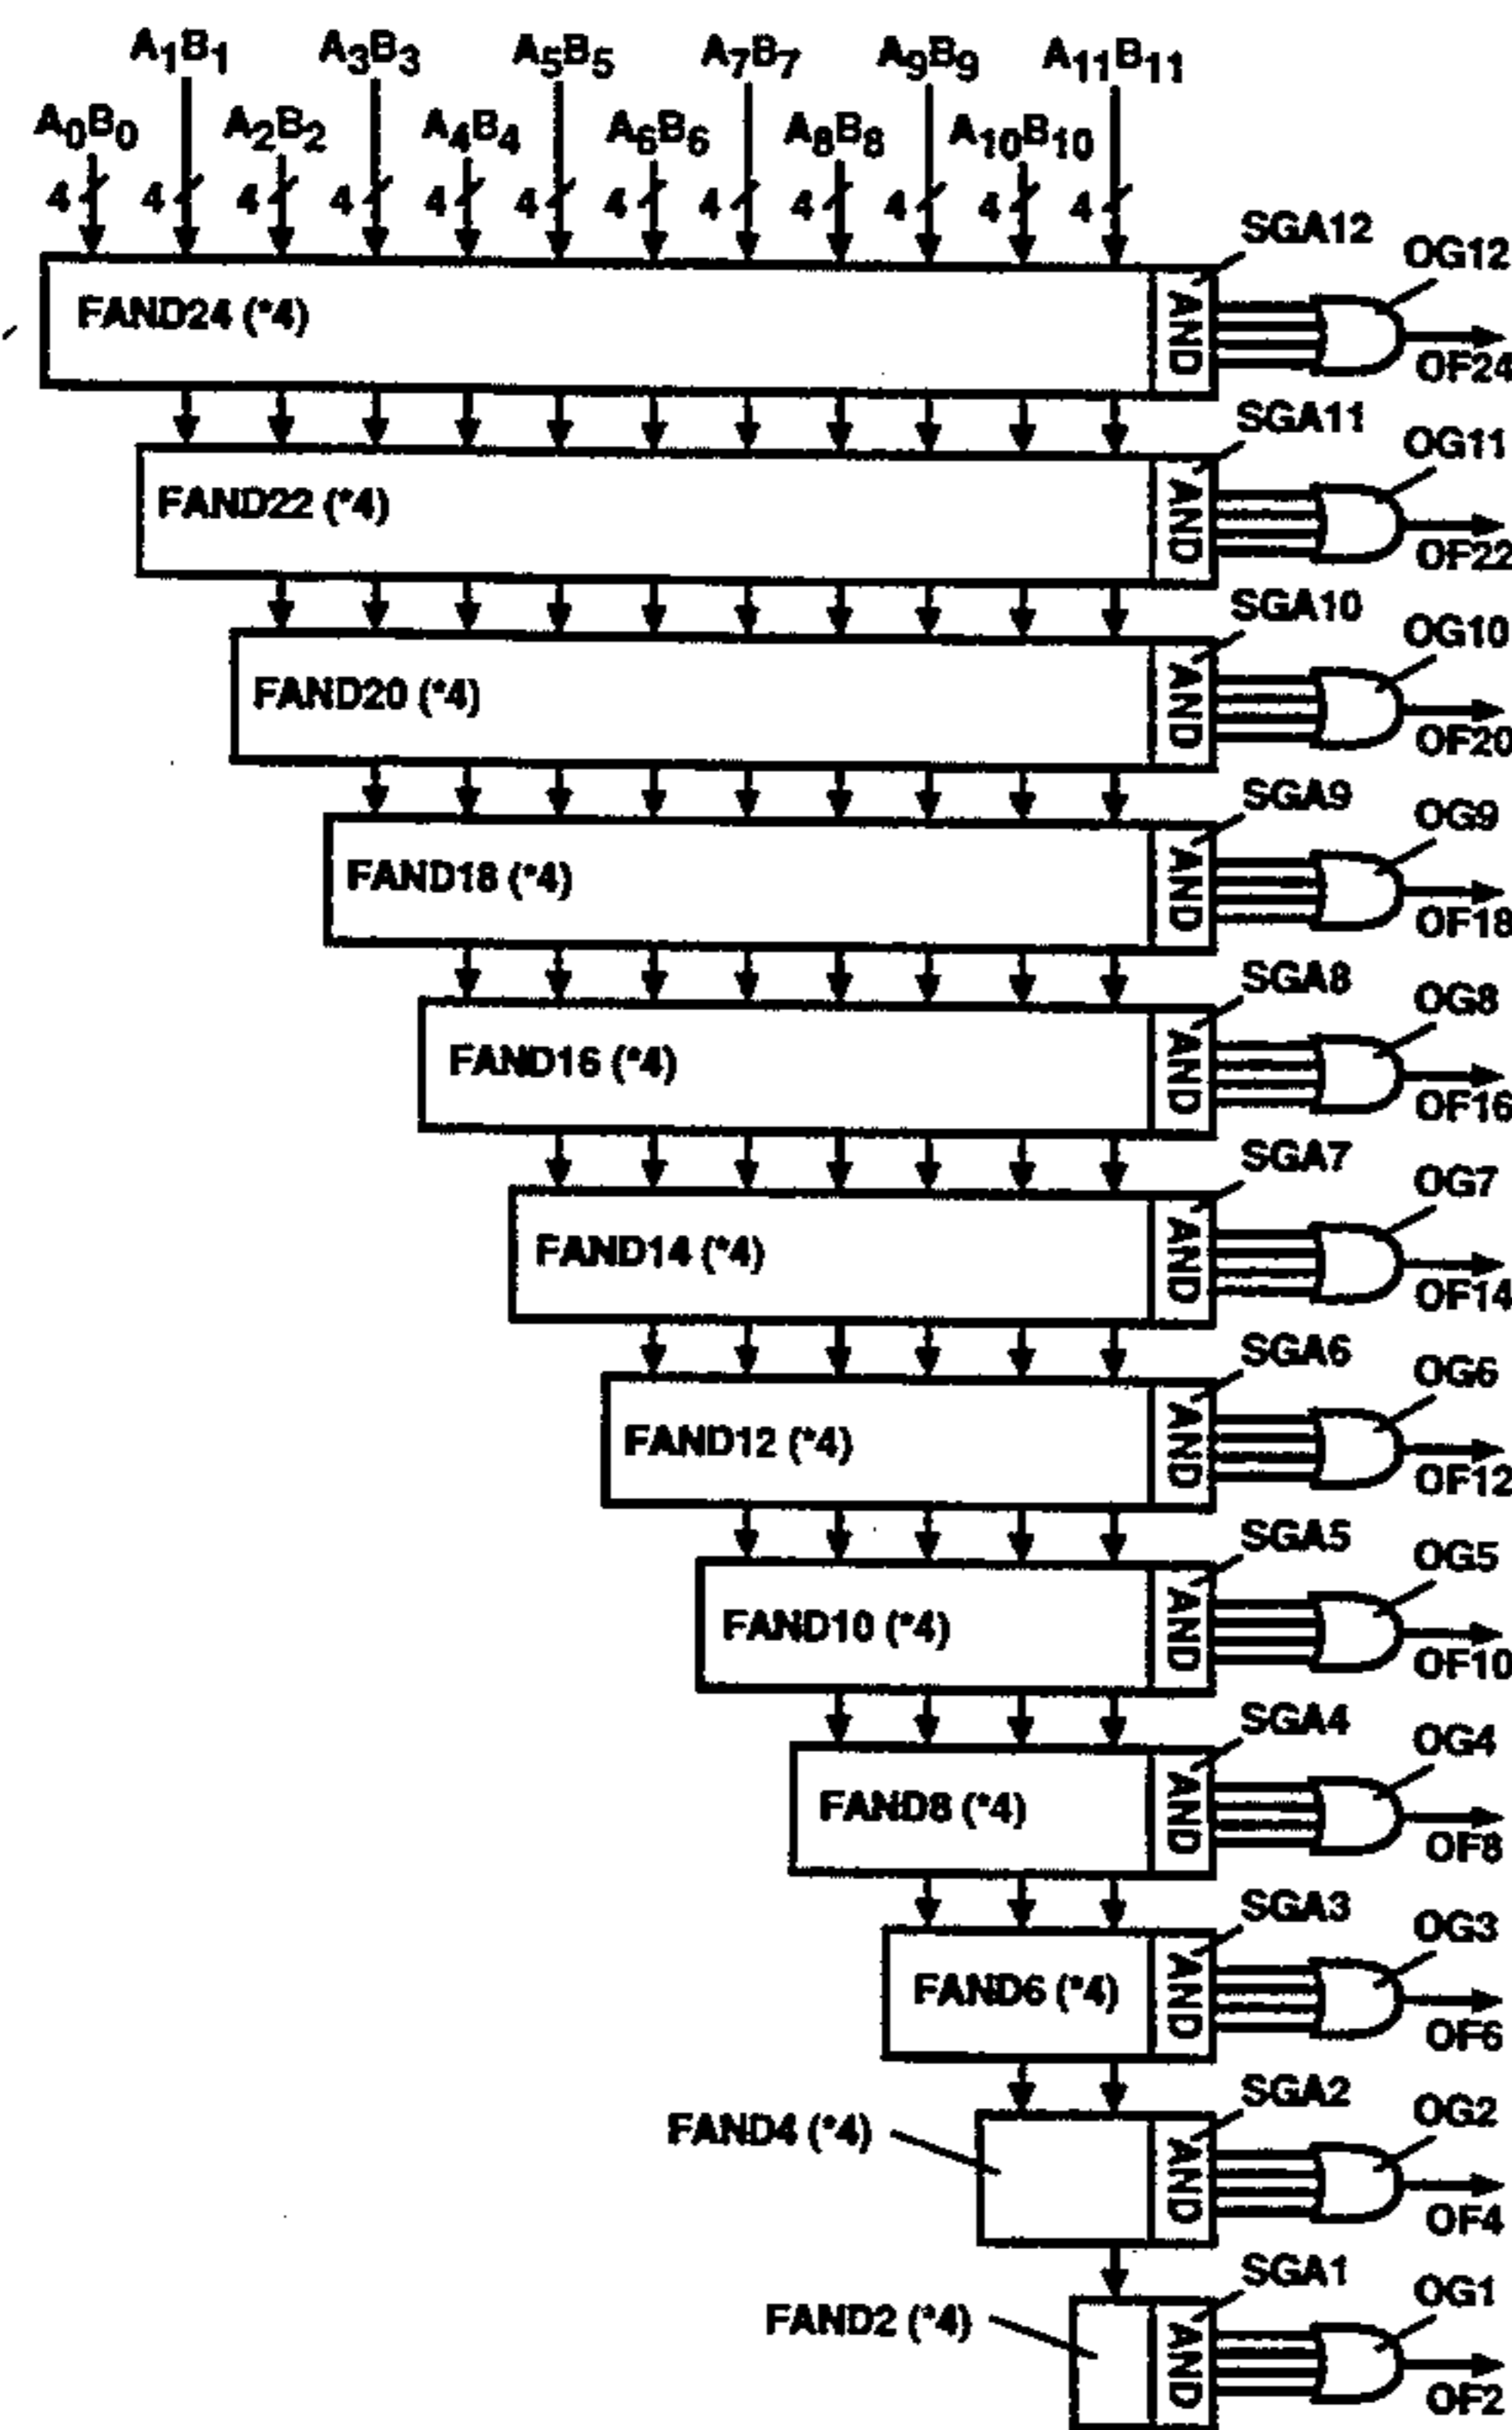 A₁B₁ A₃B₃ A₅B₅ A₇B₇ A₉B₉ A₁₁B₁₁
A₀B₀ A₂B₂ A₄B₄ A₆B₆ A₈B₈ A₁₀B₁₀
4 4 4 4 4 4 4 4 4 4 4 4
SGA12 OG12
FAND24 (*4) AND
OF24
SGA11 OG11
FAND22 (*4) AND
OF22
SGA10 OG10
FAND20 (*4) AND
OF20
SGA9 OG9
FAND18 (*4) AND
OF18
SGA8 OG8
FAND16 (*4) AND
OF16
SGA7 OG7
FAND14 (*4) AND
OF14
SGA6 OG6
FAND12 (*4) AND
OF12
SGA5 OG5
FAND10 (*4) AND
OF10
SGA4 OG4
FAND8 (*4) AND
OF8
SGA3 OG3
FAND6 (*4) AND
OF6
SGA2 OG2
FAND4 (*4) AND
OF4
SGA1 OG1
FAND2 (*4) AND
OF2